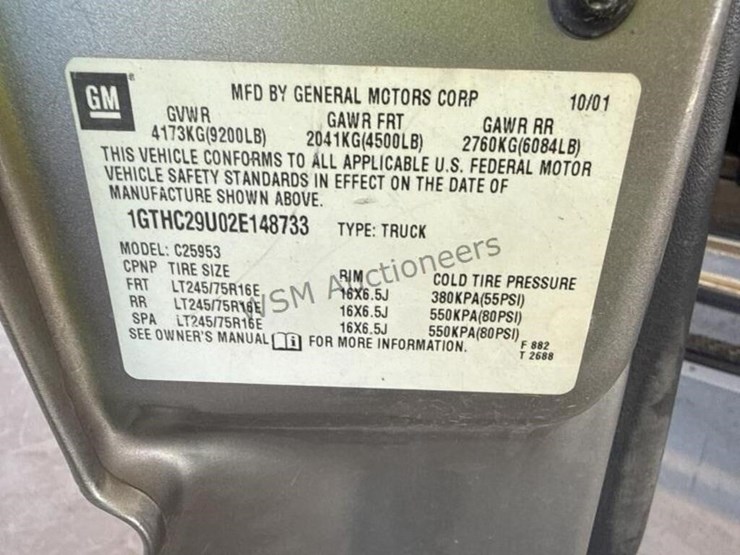 GM
MFD BY GENERAL MOTORS CORP 10/01
GVWR GAWR FRT GAWR RR
4173KG(9200LB) 2041KG(4500LB) 2760KG(6084LB)
THIS VEHICLE CONFORMS TO ALL APPLICABLE U.S. FEDERAL MOTOR
VEHICLE SAFETY STANDARDS IN EFFECT ON THE DATE OF
MANUFACTURE SHOWN ABOVE.
1GTHC29U02E148733 TYPE: TRUCK
MODEL: C25953
CPNP TIRE SIZE RIM COLD TIRE PRESSURE
FRT LT245/75R16E 16X6.5J 380KPA(55PSI)
RR LT245/75R16E 16X6.5J 550KPA(80PSI)
SPA LT245/75R16E 16X6.5J 550KPA(80PSI)
SEE OWNER'S MANUAL i FOR MORE INFORMATION.
F 882
T 2688
WSM Auctioneers